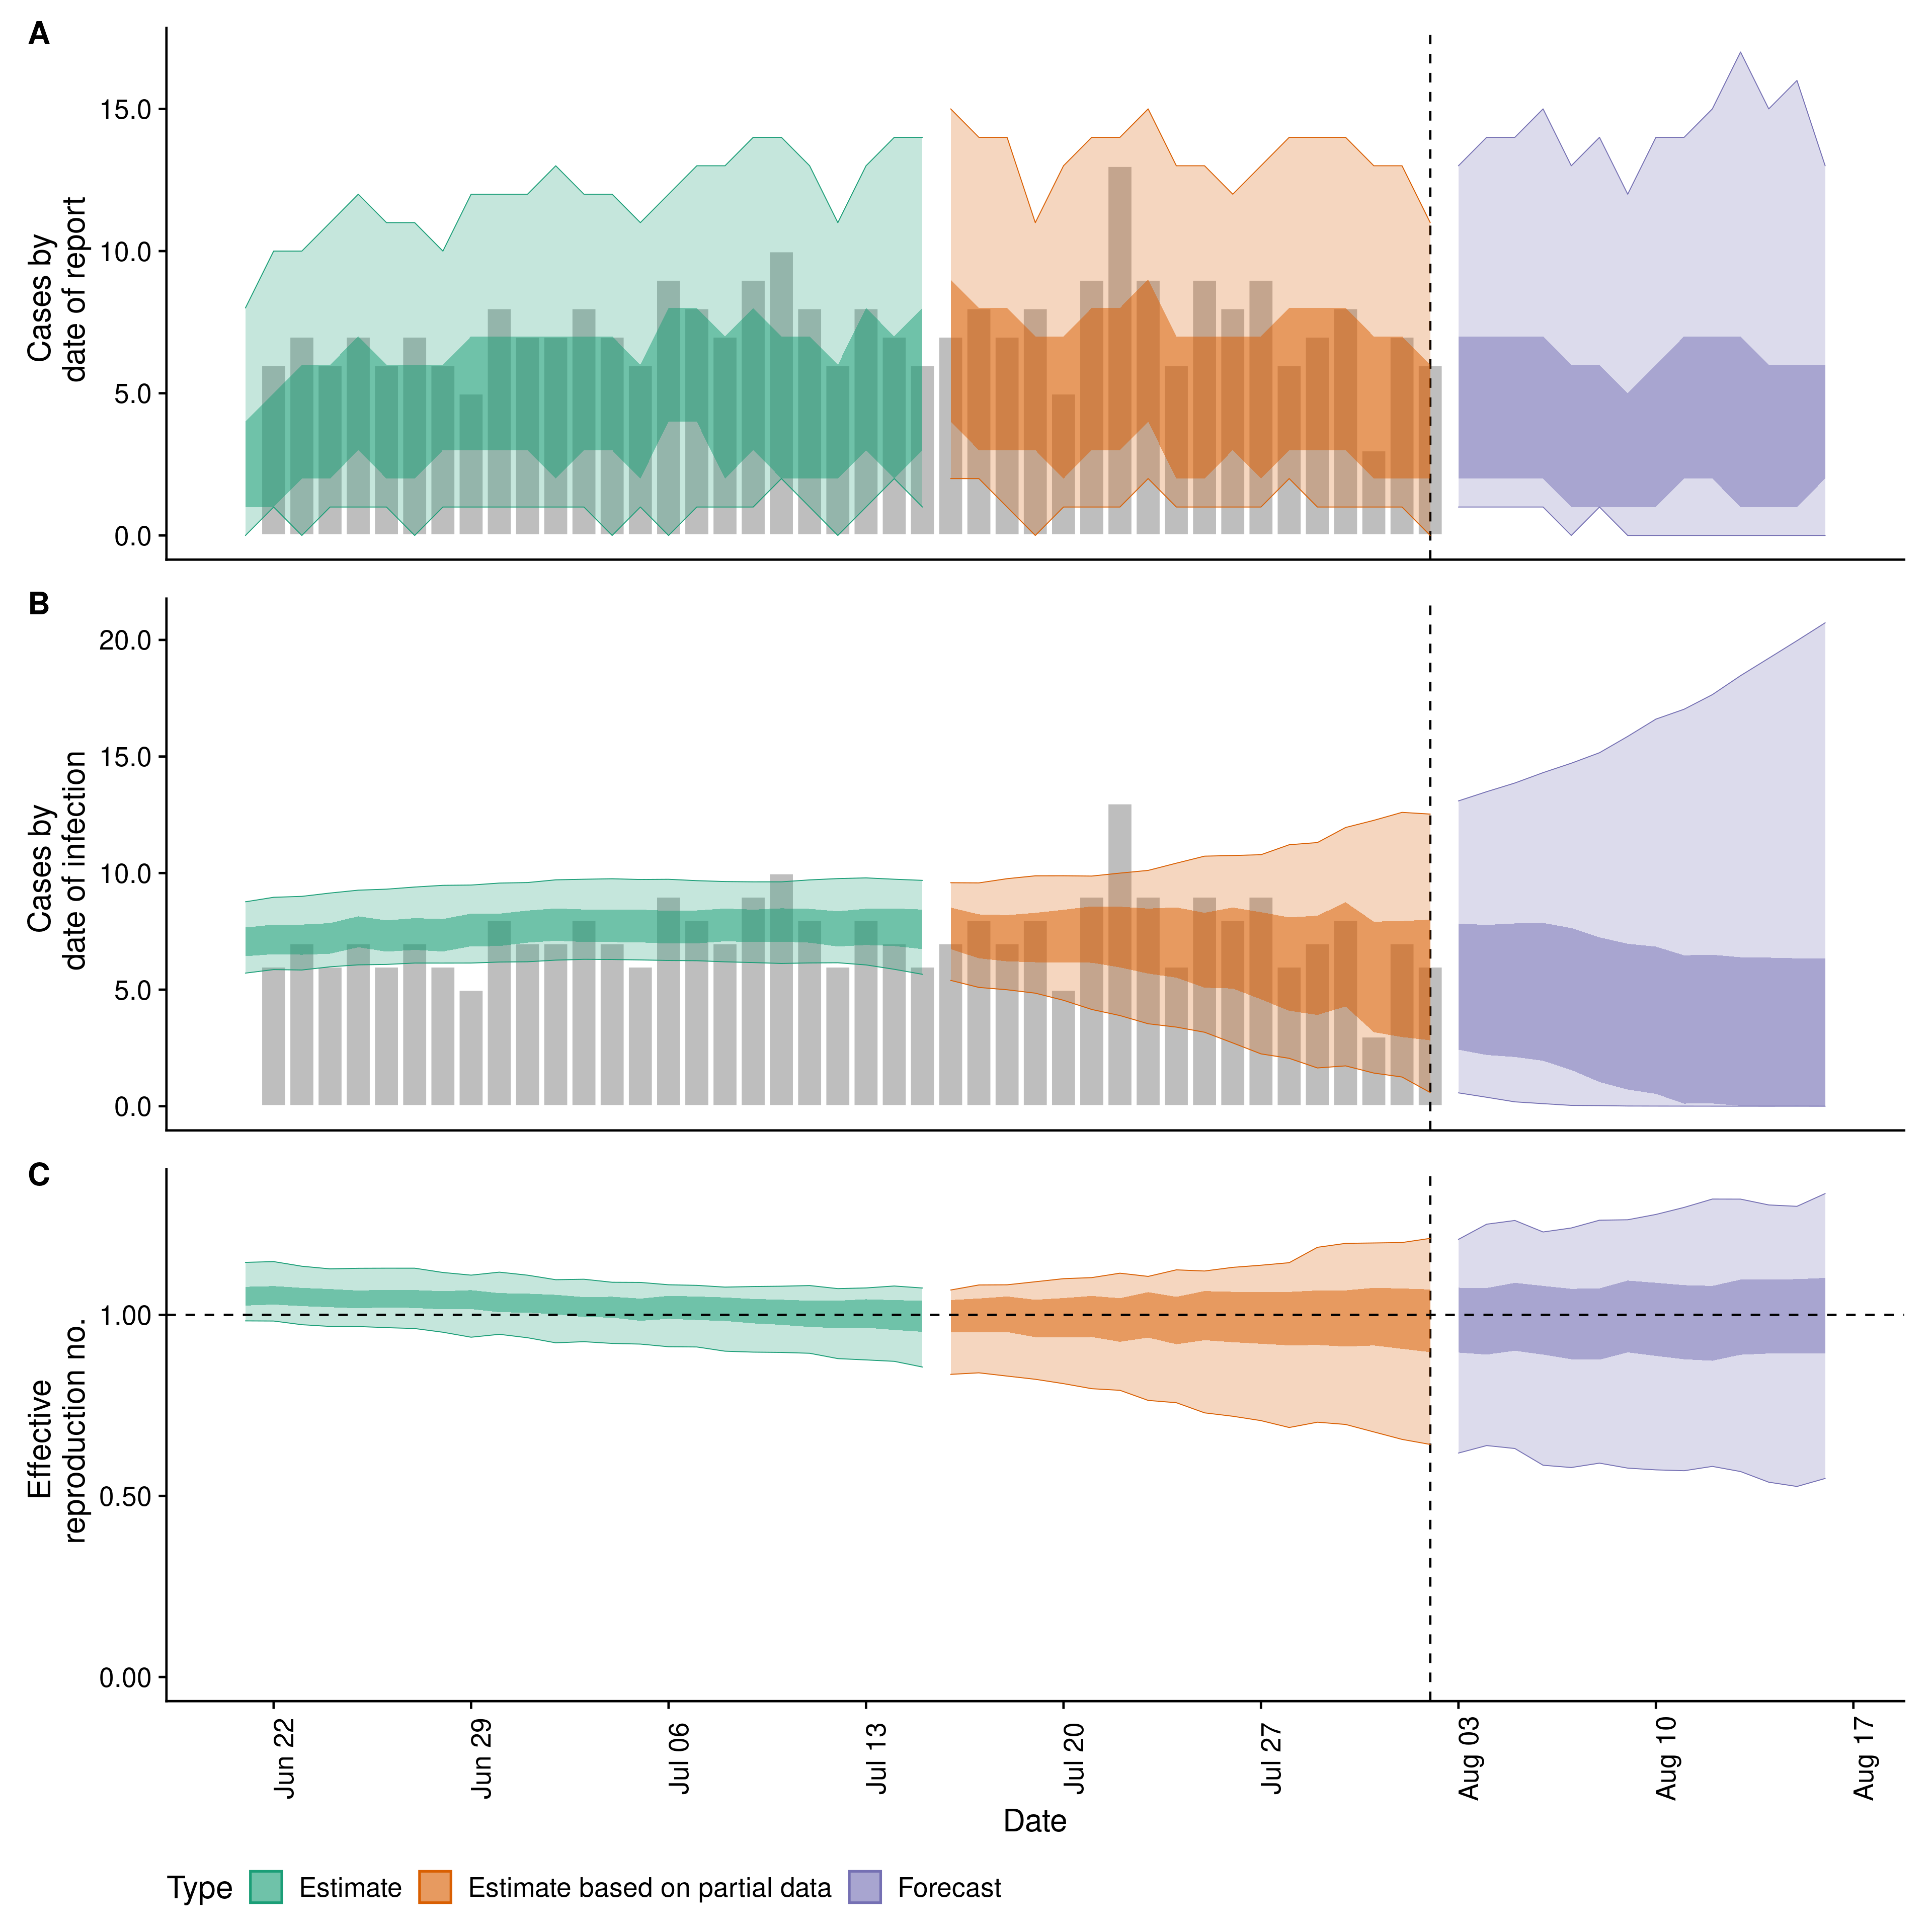 A
Cases by
date of report
15.0
10.0
5.0
0.0
B
Cases by
date of infection
20.0
15.0
10.0
5.0
0.0
C
Effective
reproduction no.
1.00
0.50
0.00
Jun 22
Jun 29
Jul 06
Jul 13
Jul 20
Jul 27
Aug 03
Aug 10
Aug 17
Date
Type Estimate Estimate based on partial data Forecast